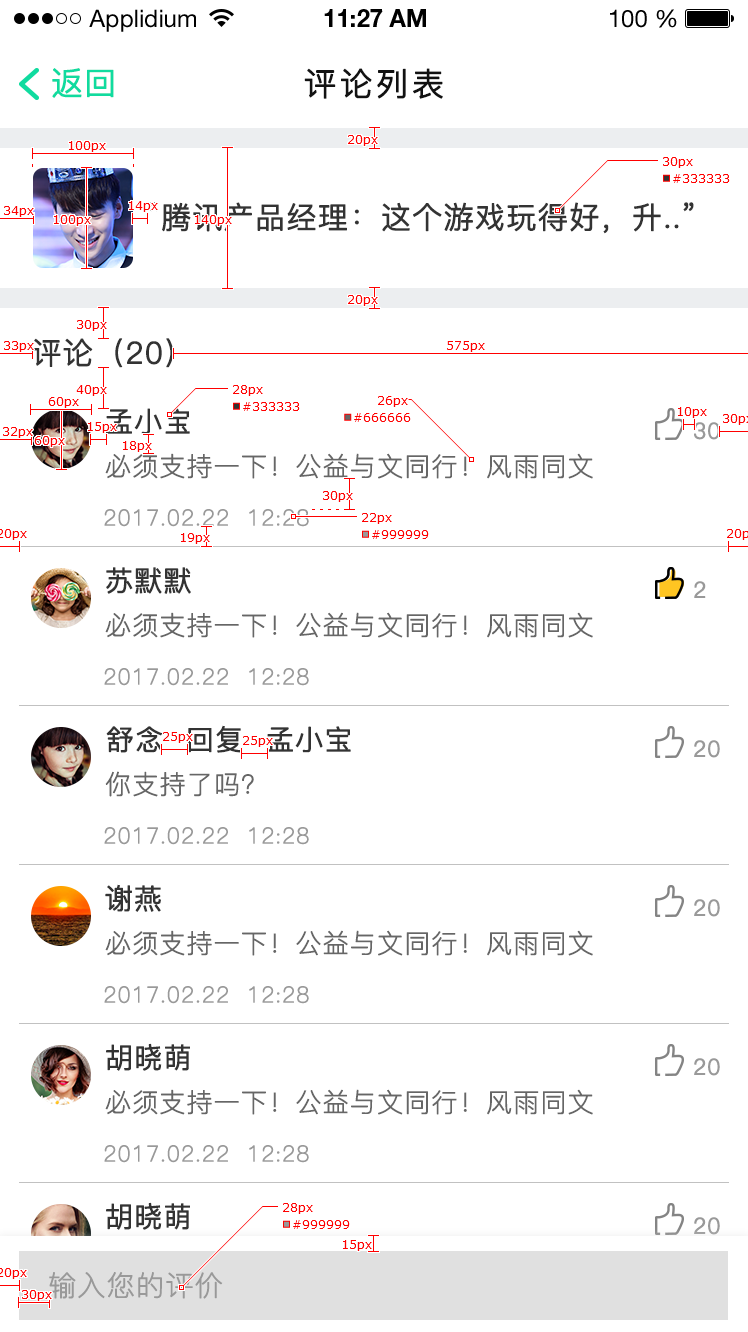 Applidium 11:27 AM 100 %
返回 评论列表
20px
100px 30px
#333333
34px 100px 14px 140px
腾讯产品经理：这个游戏玩得好，升..”
20px
30px
33px 评论（20） 575px
40px
60px 28px 26px
#333333 #666666
32px 60px 15px 孟小宝 10px 30 30px
18px
必须支持一下！公益与文同行！风雨同文
30px
2017.02.22 12:28 22px
20px 19px #999999 20p
苏默默 2
必须支持一下！公益与文同行！风雨同文
2017.02.22 12:28
舒念 25px 回复 25px 孟小宝 20
你支持了吗？
2017.02.22 12:28
谢燕 20
必须支持一下！公益与文同行！风雨同文
2017.02.22 12:28
胡晓萌 20
必须支持一下！公益与文同行！风雨同文
2017.02.22 12:28
胡晓萌 28px 20
#999999
15px
20px 输入您的评价
30px